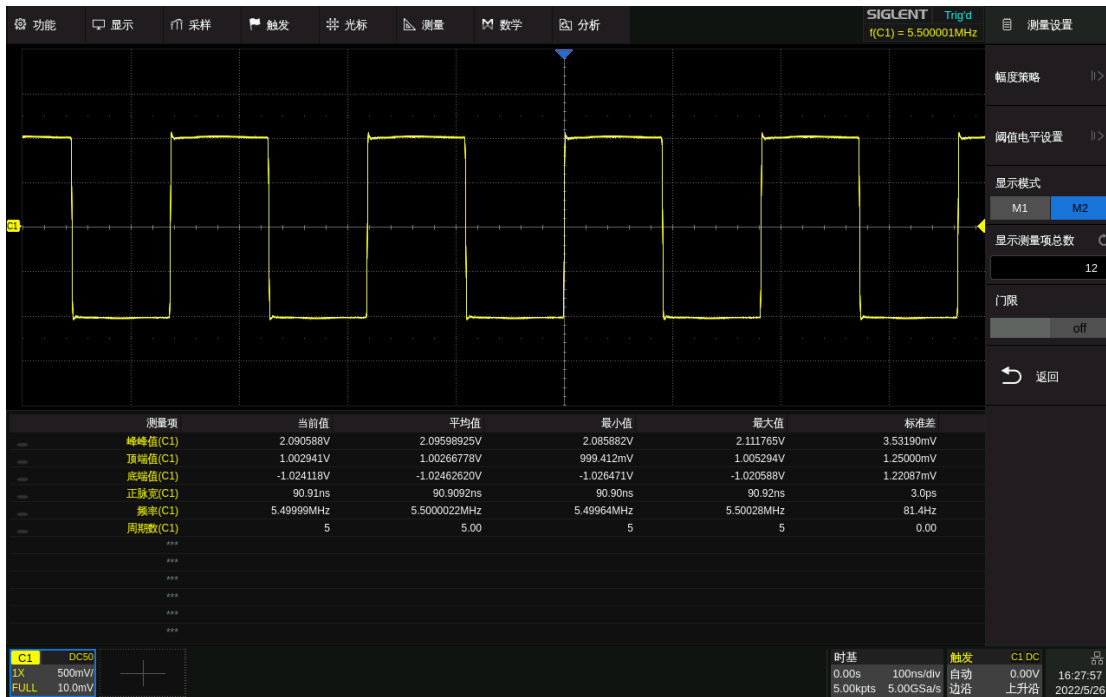 功能 显示 采样 触发 光标 测量 数学 分析 SIGLENT Trig'd 测量设置
f(C1) = 5.500001MHz
幅度策略
阈值电平设置
显示模式
M1 M2
C1
显示测量项总数
12
门限
off
返回
测量项 当前值 平均值 最小值 最大值 标准差
峰峰值(C1) 2.090588V 2.09598925V 2.085882V 2.111765V 3.53190mV
顶端值(C1) 1.002941V 1.00266778V 999.412mV 1.005294V 1.25000mV
底端值(C1) -1.024118V -1.02462620V -1.026471V -1.020588V 1.22087mV
正脉宽(C1) 90.91ns 90.9092ns 90.90ns 90.92ns 3.0ps
频率(C1) 5.49999MHz 5.5000022MHz 5.49964MHz 5.50028MHz 81.4Hz
周期数(C1) 5 5.00 5 5 0.00
***
***
***
***
***
***
C1 DC50 时基 触发 C1 DC
1X 500mV/ 0.00s 100ns/div 自动 0.00V 16:27:57
FULL 10.0mV 5.00kpts 5.00GSa/s 边沿 上升沿 2022/5/26